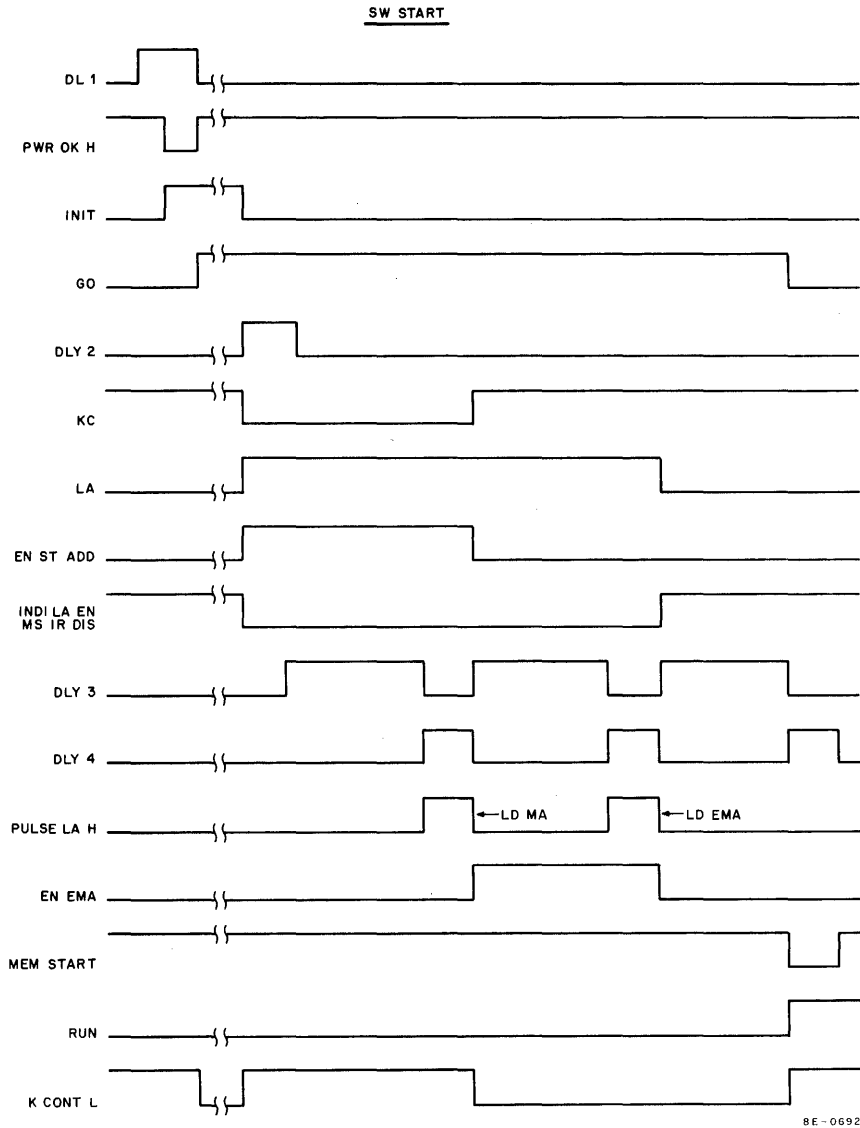 SW START
DL 1
PWR OK H
INIT
GO
DLY 2
KC
LA
EN ST ADD
INDI LA EN
MS IR DIS
DLY 3
DLY 4
PULSE LA H
LD MA
LD EMA
EN EMA
MEM START
RUN
K CONT L
8E-0692